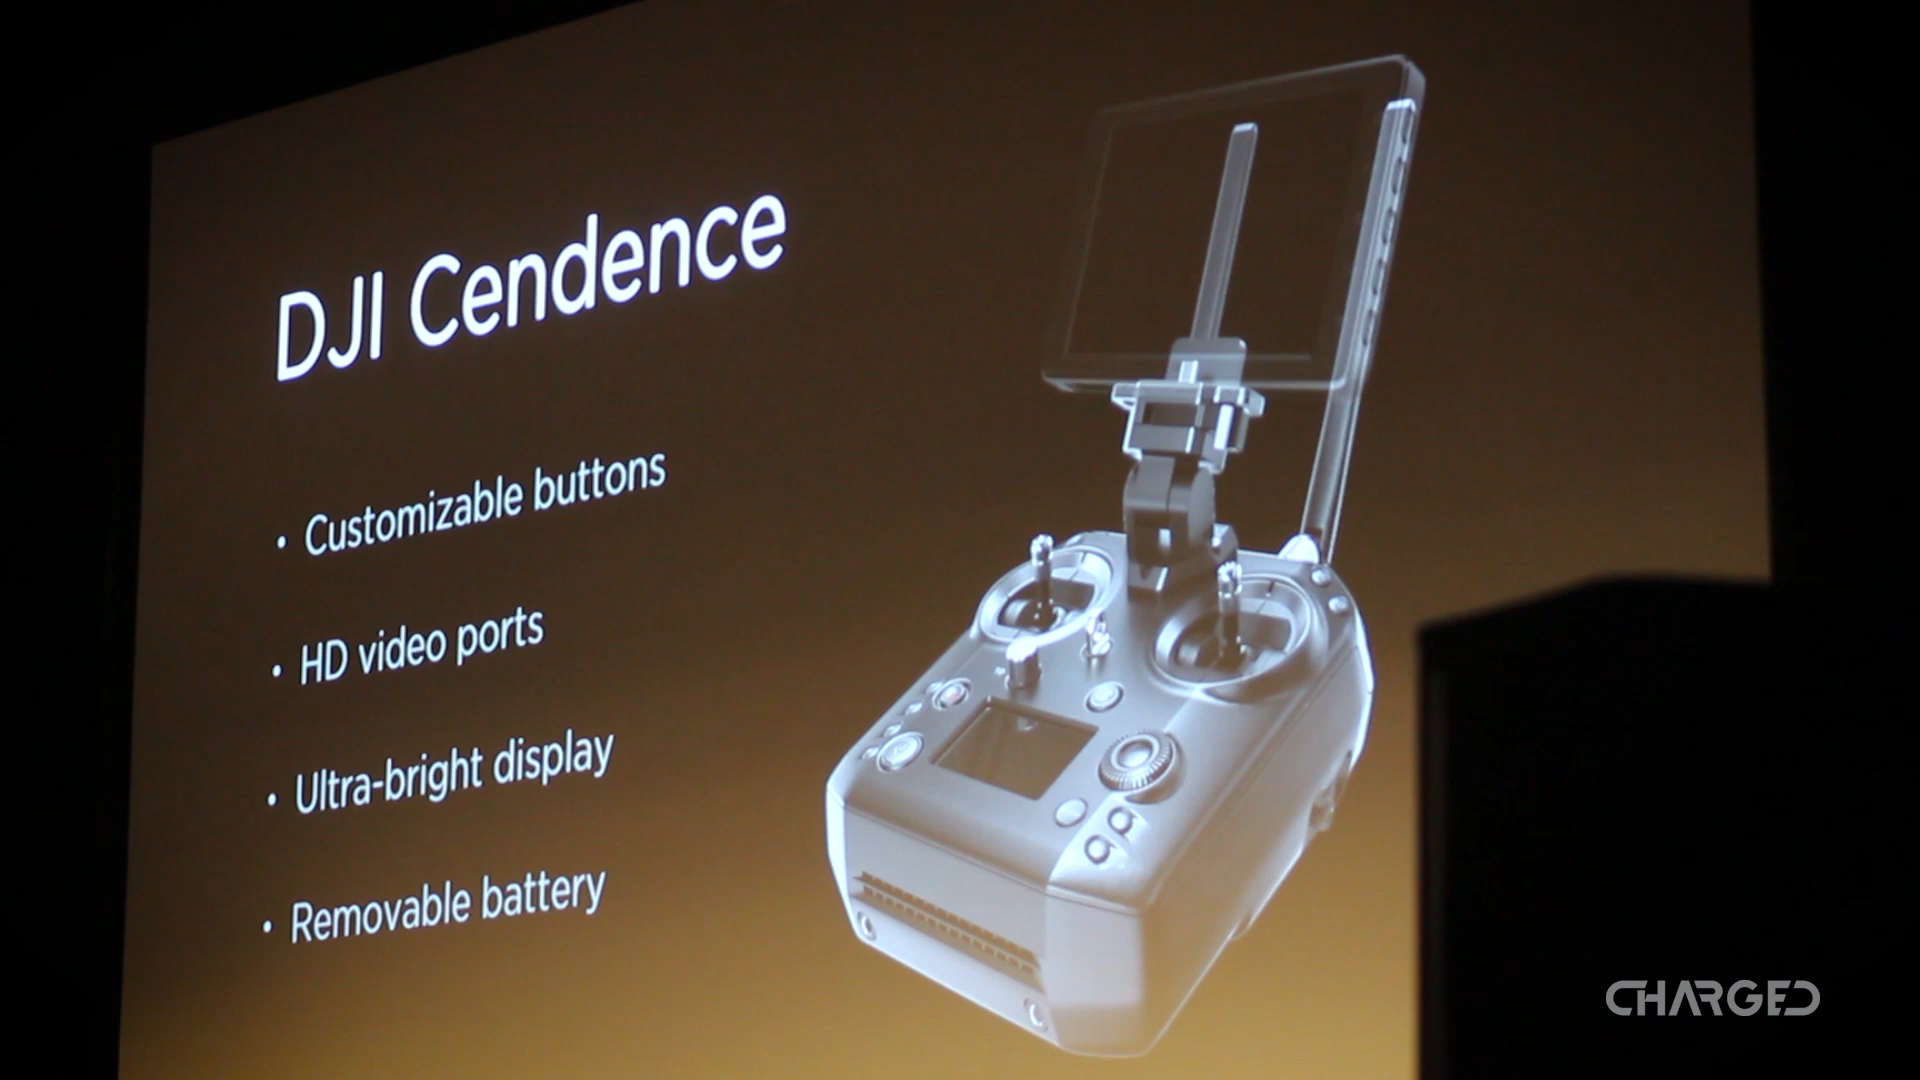 DJI Cendence
• Customizable buttons
• HD video ports
• Ultra-bright display
• Removable battery
CHARGED